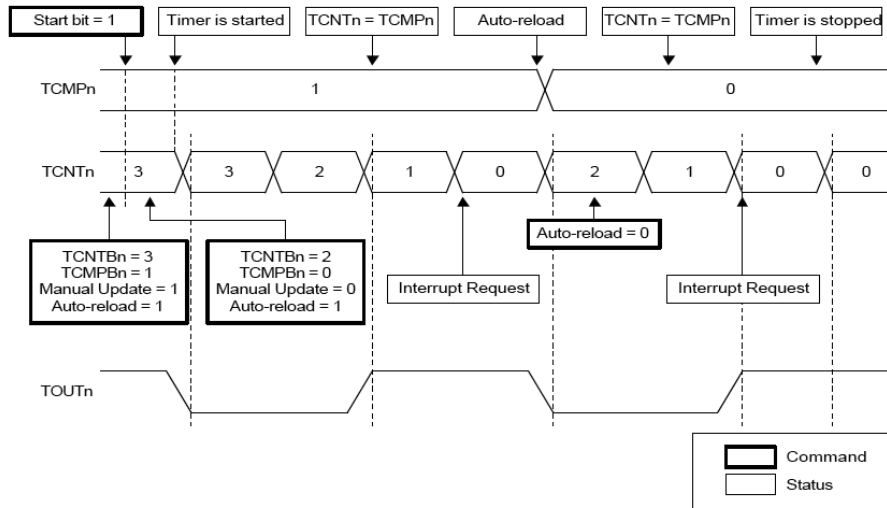 Start bit = 1
Timer is started
TCNTn = TCMPn
Auto-reload
TCNTn = TCMPn
Timer is stopped
TCMPn
1
0
TCNTn
3
3
2
1
0
2
1
0
0
TCNTBn = 3
TCMPBn = 1
Manual Update = 1
Auto-reload = 1
TCNTBn = 2
TCMPBn = 0
Manual Update = 0
Auto-reload = 1
Interrupt Request
Auto-reload = 0
Interrupt Request
TOUTn
Command
Status